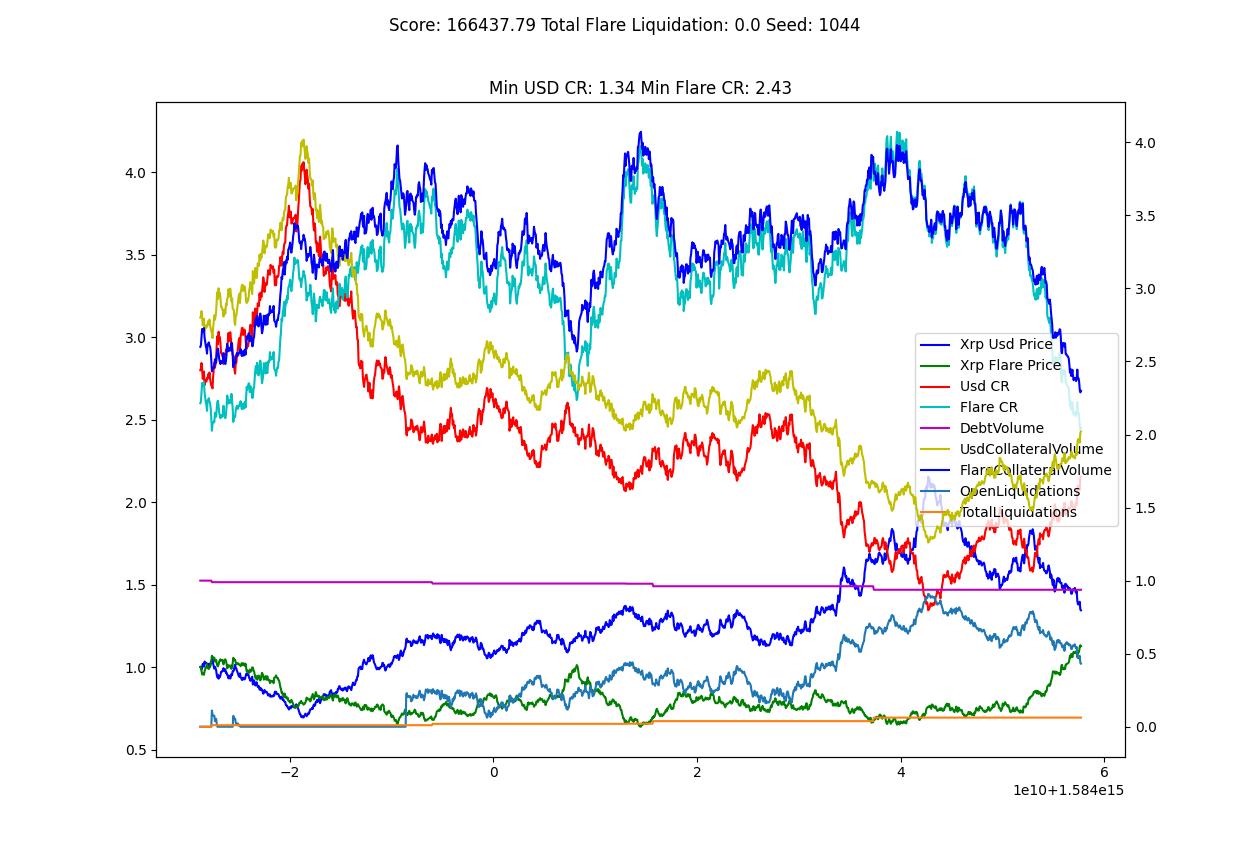 Score: 166437.79 Total Flare Liquidation: 0.0 Seed: 1044
Min USD CR: 1.34 Min Flare CR: 2.43
4.0
3.5
3.0
2.5
2.0
1.5
1.0
0.5
4.0
3.5
3.0
2.5
2.0
1.5
1.0
0.5
0.0
Xrp Usd Price
Xrp Flare Price
Usd CR
Flare CR
DebtVolume
UsdCollateralVolume
FlareCollateralVolume
OpenLiquidations
TotalLiquidations
−2 0 2 4 6
1e10+1.584e15